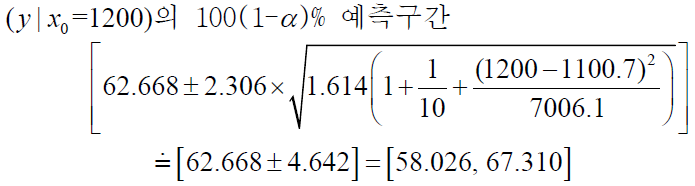 (y | x₀=1200)의 100(1-α)% 예측구간
[62.668 ± 2.306 × √(1.614(1 + 1/10 + (1200 − 1100.7)²/7006.1))]
≐ [62.668 ± 4.642] = [58.026, 67.310]